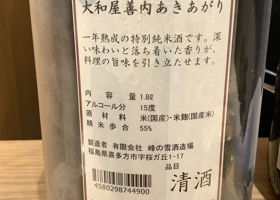 大和屋善内あきあがり
一年熟成の特別純米酒です。深
い味わいと落ち着いた香りが、
料理の旨味を引き立たせます。
内容量 1.8ℓ
アルコール分 15度
原材料 米(国産)・米麹(国産米)
精米歩合 55%
製造者 有限会社 峰の雪酒造場
福島県喜多方市字桜ガ丘1-17
品目
清酒
4580298744900